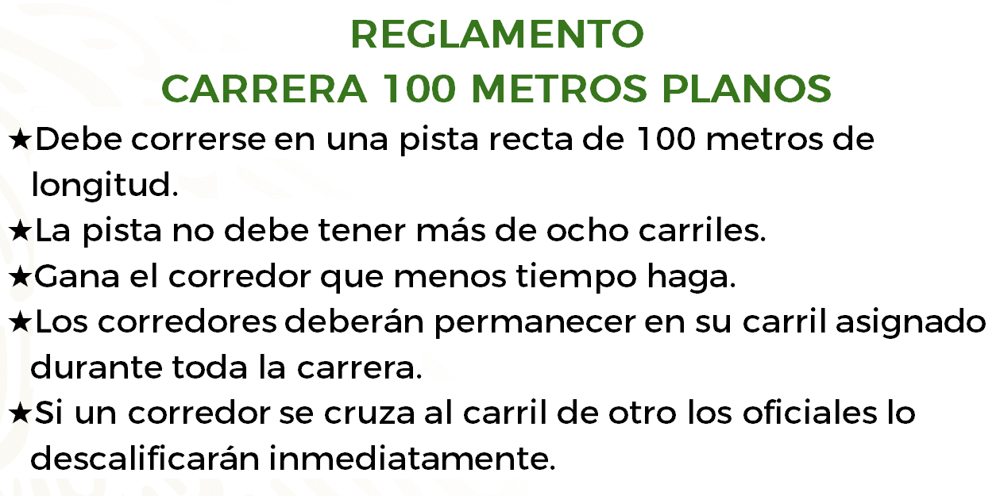 REGLAMENTO
CARRERA 100 METROS PLANOS
★Debe correrse en una pista recta de 100 metros de
longitud.
★La pista no debe tener más de ocho carriles.
★Gana el corredor que menos tiempo haga.
★Los corredores deberán permanecer en su carril asignado
durante toda la carrera.
★Si un corredor se cruza al carril de otro los oficiales lo
descalificarán inmediatamente.